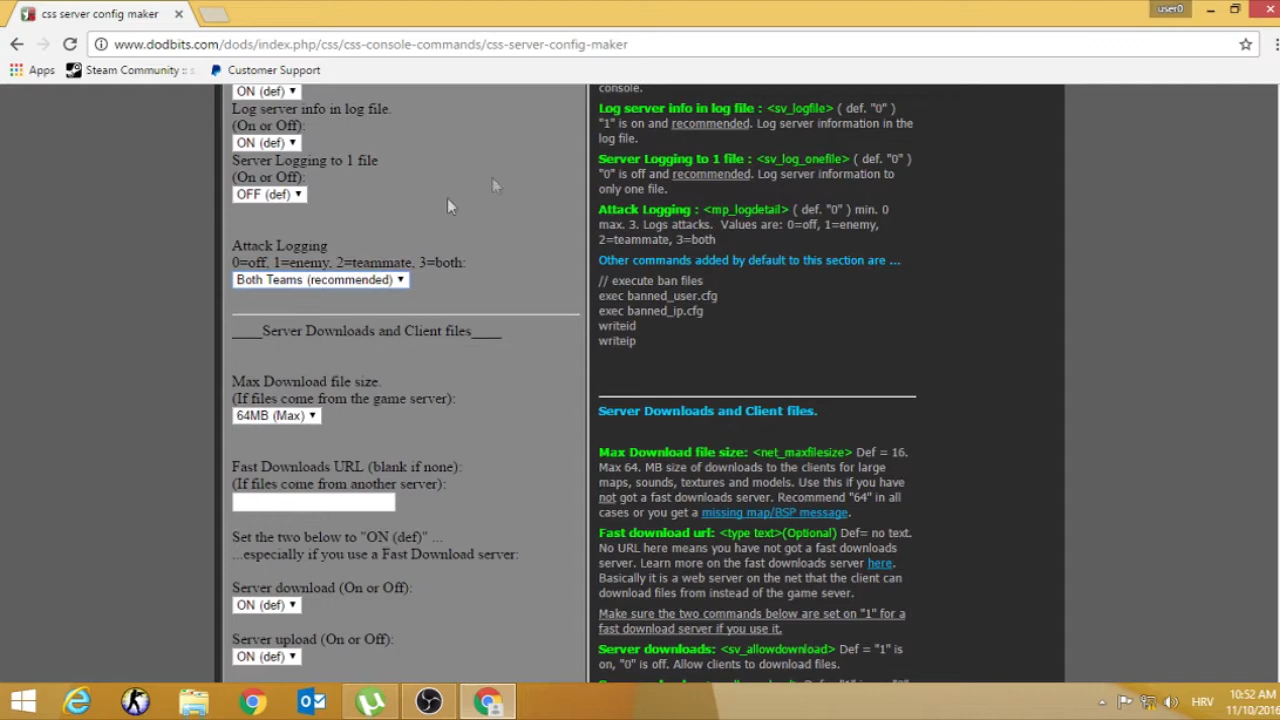 css server config maker
user0
www.dodbits.com/dods/index.php/css/css-console-commands/css-server-config-maker
Apps
Steam Community ::
Customer Support
ON (def)
Log server info in log file.
(On or Off):
ON (def)
Server Logging to 1 file
(On or Off):
OFF (def)
Attack Logging
0=off, 1=enemy, 2=teammate, 3=both:
Both Teams (recommended)
____Server Downloads and Client files____
Max Download file size.
(If files come from the game server):
64MB (Max)
Fast Downloads URL (blank if none):
(If files come from another server):
Set the two below to "ON (def)" ...
...especially if you use a Fast Download server:
Server download (On or Off):
ON (def)
Server upload (On or Off):
ON (def)
console.
Log server info in log file : <sv_logfile> ( def. "0" )
"1" is on and recommended. Log server information in the
log file.
Server Logging to 1 file : <sv_log_onefile> ( def. "0" )
"0" is off and recommended. Log server information to
only one file.
Attack Logging : <mp_logdetail> ( def. "0" ) min. 0
max. 3. Logs attacks. Values are: 0=off, 1=enemy,
2=teammate, 3=both
Other commands added by default to this section are ...
// execute ban files
exec banned_user.cfg
exec banned_ip.cfg
writeid
writeip
Server Downloads and Client files.
Max Download file size: <net_maxfilesize> Def = 16.
Max 64. MB size of downloads to the clients for large
maps, sounds, textures and models. Use this if you have
not got a fast downloads server. Recommend "64" in all
cases or you get a missing map/BSP message.
Fast download url: <type text>(Optional) Def= no text.
No URL here means you have not got a fast downloads
server. Learn more on the fast downloads server here.
Basically it is a web server on the net that the client can
download files from instead of the game sever.
Make sure the two commands below are set on "1" for a
fast download server if you use it.
Server downloads: <sv_allowdownload> Def = "1" is
on, "0" is off. Allow clients to download files.
HRV
10:52 AM
11/10/2016